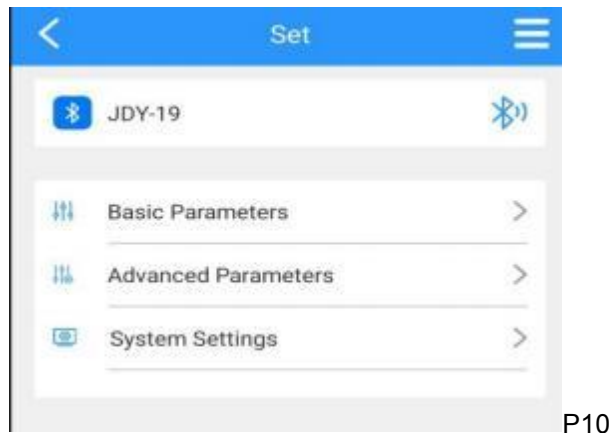 Set
JDY-19
Basic Parameters
Advanced Parameters
System Settings
P10